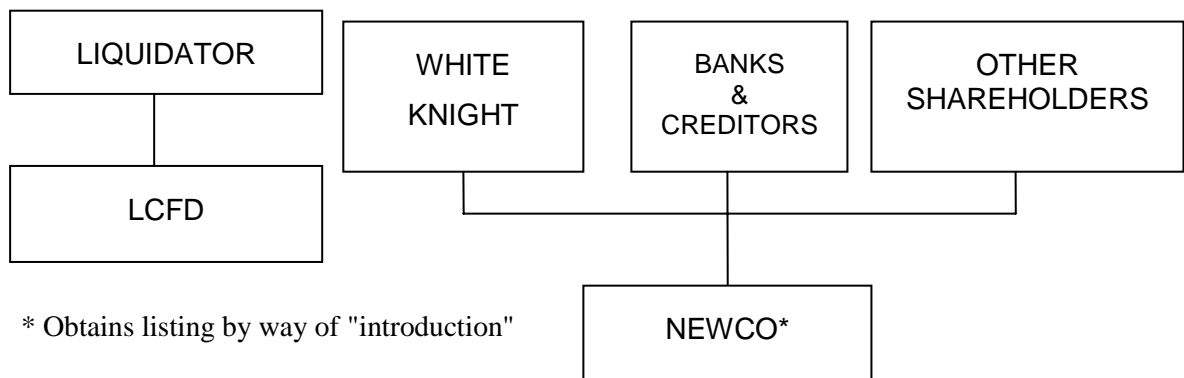 LIQUIDATOR
WHITE
KNIGHT
BANKS
&
CREDITORS
OTHER
SHAREHOLDERS
LCFD
NEWCO*
* Obtains listing by way of "introduction"